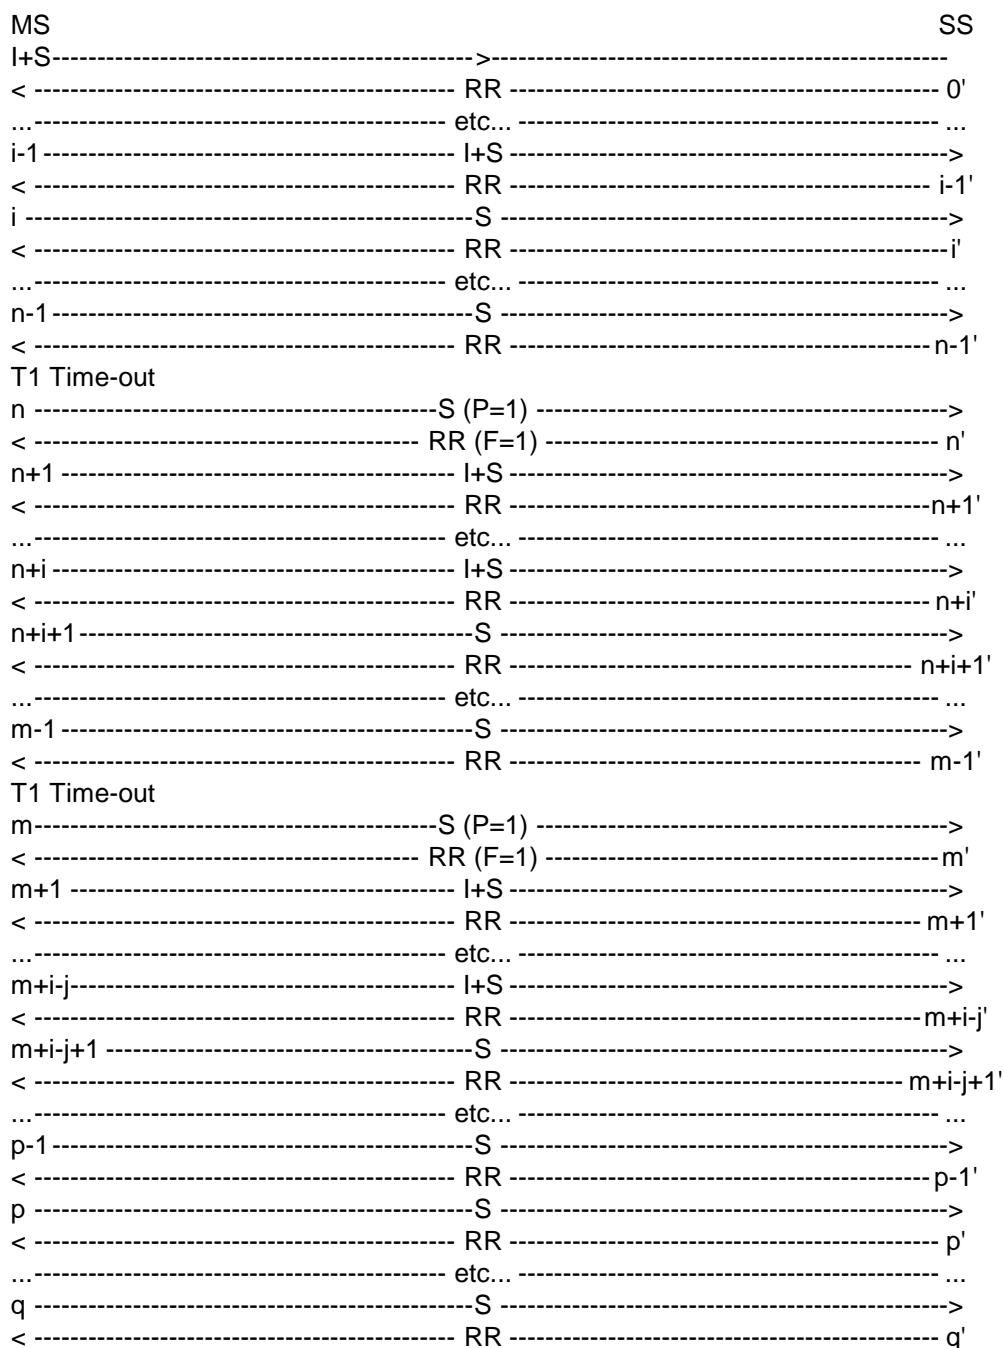 MS SS
I+S----------------------------------------------->---------------------------------------------------
< ----------------------------------------------- RR ------------------------------------------------ 0'
...---------------------------------------------- etc... ----------------------------------------------- ...
i-1 ---------------------------------------------- I+S ------------------------------------------------->
< ----------------------------------------------- RR ----------------------------------------------- i-1'
i --------------------------------------------------S -------------------------------------------------->
< ----------------------------------------------- RR -------------------------------------------------i'
...---------------------------------------------- etc... ----------------------------------------------- ...
n-1 -----------------------------------------------S -------------------------------------------------->
< ----------------------------------------------- RR -----------------------------------------------n-1'
T1 Time-out
n ---------------------------------------------S (P=1) ---------------------------------------------->
< ------------------------------------------- RR (F=1) -------------------------------------------- n'
n+1 -------------------------------------------- I+S ------------------------------------------------->
< ----------------------------------------------- RR -----------------------------------------------n+1'
...---------------------------------------------- etc... ----------------------------------------------- ...
n+i --------------------------------------------- I+S ------------------------------------------------->
< ----------------------------------------------- RR ----------------------------------------------- n+i'
n+i+1 --------------------------------------------S -------------------------------------------------->
< ----------------------------------------------- RR --------------------------------------------- n+i+1'
...---------------------------------------------- etc... ----------------------------------------------- ...
m-1 ----------------------------------------------S -------------------------------------------------->
< ----------------------------------------------- RR ---------------------------------------------- m-1'
T1 Time-out
m---------------------------------------------S (P=1) ---------------------------------------------->
< ------------------------------------------- RR (F=1) --------------------------------------------m'
m+1 ------------------------------------------- I+S ------------------------------------------------->
< ----------------------------------------------- RR ---------------------------------------------- m+1'
...---------------------------------------------- etc... ----------------------------------------------- ...
m+i-j------------------------------------------- I+S ------------------------------------------------->
< ----------------------------------------------- RR ----------------------------------------------m+i-j'
m+i-j+1 -----------------------------------------S -------------------------------------------------->
< ----------------------------------------------- RR -------------------------------------------- m+i-j+1'
...---------------------------------------------- etc... ----------------------------------------------- ...
p-1 -----------------------------------------------S -------------------------------------------------->
< ----------------------------------------------- RR -----------------------------------------------p-1'
p -------------------------------------------------S -------------------------------------------------->
< ----------------------------------------------- RR ------------------------------------------------ p'
...---------------------------------------------- etc... ----------------------------------------------- ...
q -------------------------------------------------S -------------------------------------------------->
< ----------------------------------------------- RR ------------------------------------------------ q'